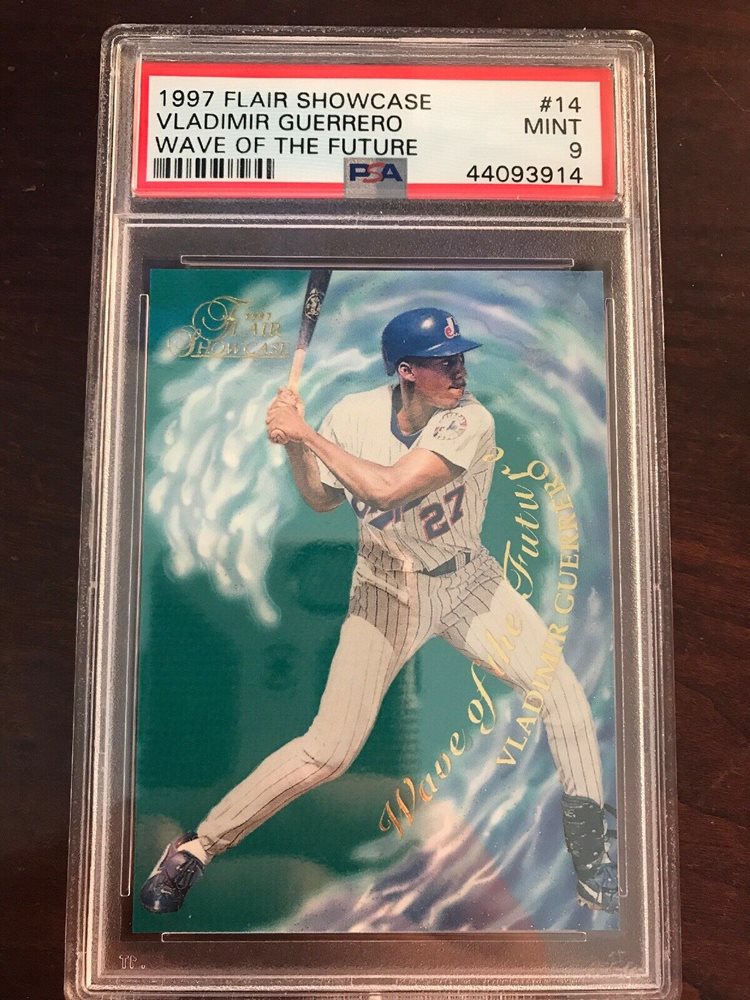 1997 FLAIR SHOWCASE #14
VLADIMIR GUERRERO MINT
WAVE OF THE FUTURE 9
PSA 44093914
1997
FLAIR
SHOWCASE
27
Wave of the Future
VLADIMIR GUERRERO